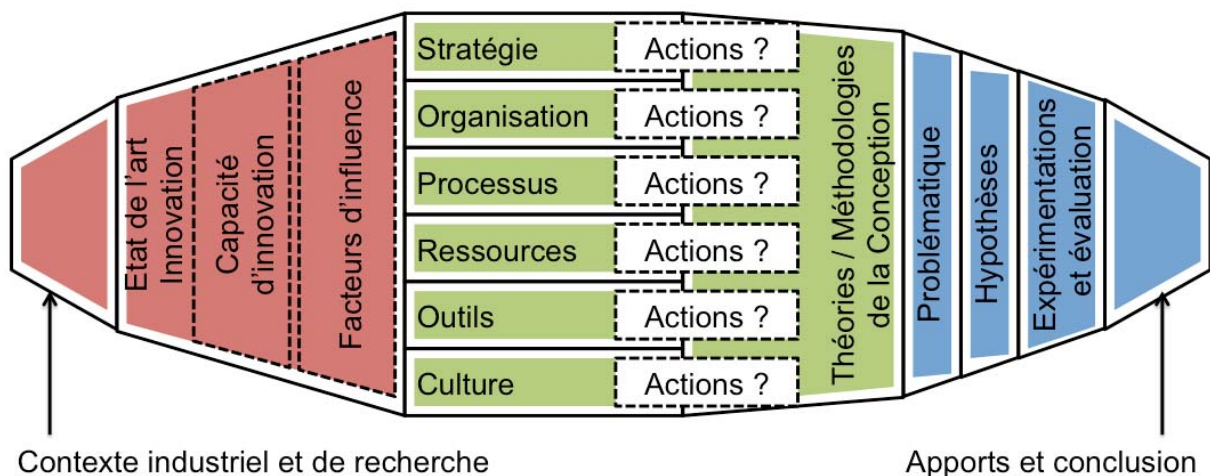 Etat de l'art
Innovation
Capacité
d'innovation
Facteurs d'influence
Stratégie
Actions ?
Organisation
Actions ?
Processus
Actions ?
Ressources
Actions ?
Outils
Actions ?
Culture
Actions ?
Théories / Méthodologies
de la Conception
Problématique
Hypothèses
Expérimentations
et évaluation
Contexte industriel et de recherche
Apports et conclusion